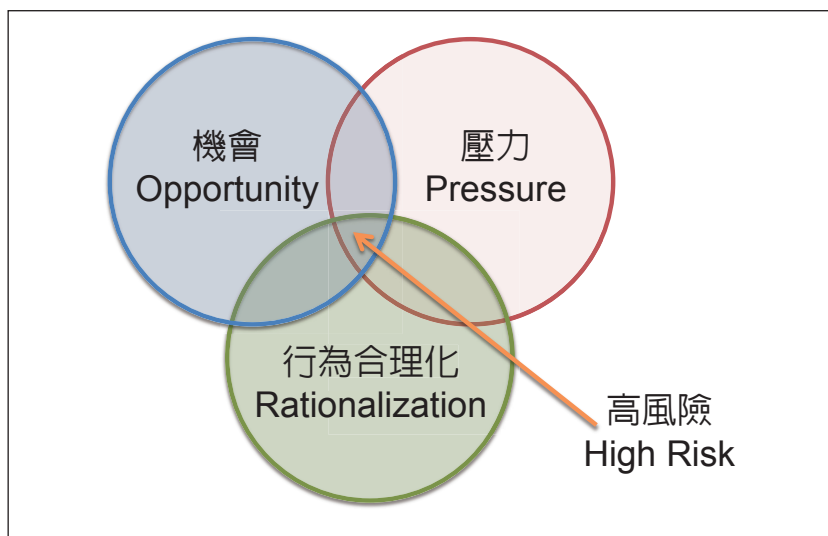 機會
Opportunity
壓力
Pressure
行為合理化
Rationalization
高風險
High Risk